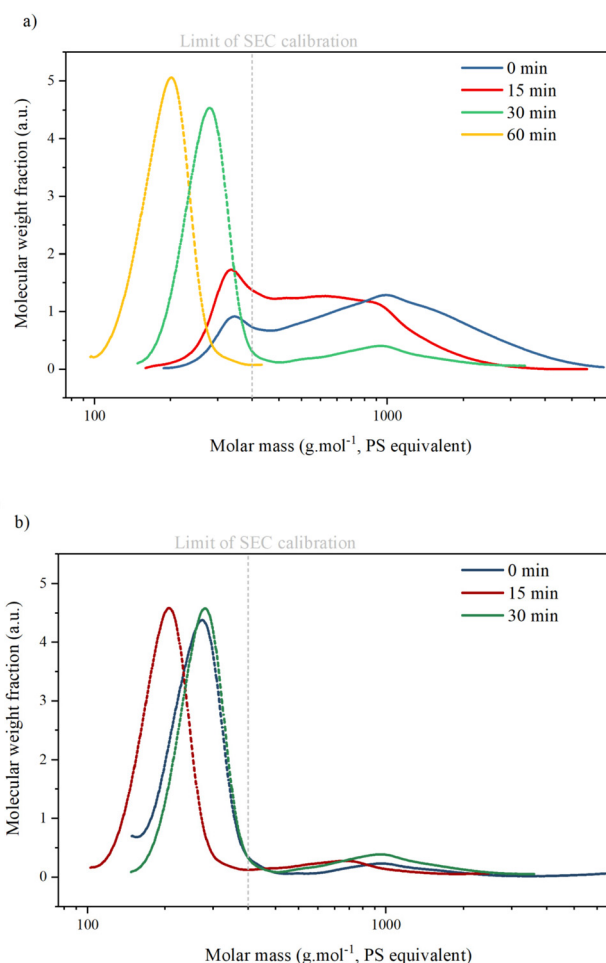 a)
Limit of SEC calibration
0 min
15 min
30 min
60 min
Molecular weight fraction (a.u.)
5
4
3
2
1
0
100
1000
Molar mass (g.mol⁻¹, PS equivalent)
b)
Limit of SEC calibration
0 min
15 min
30 min
Molecular weight fraction (a.u.)
5
4
3
2
1
0
100
1000
Molar mass (g.mol⁻¹, PS equivalent)